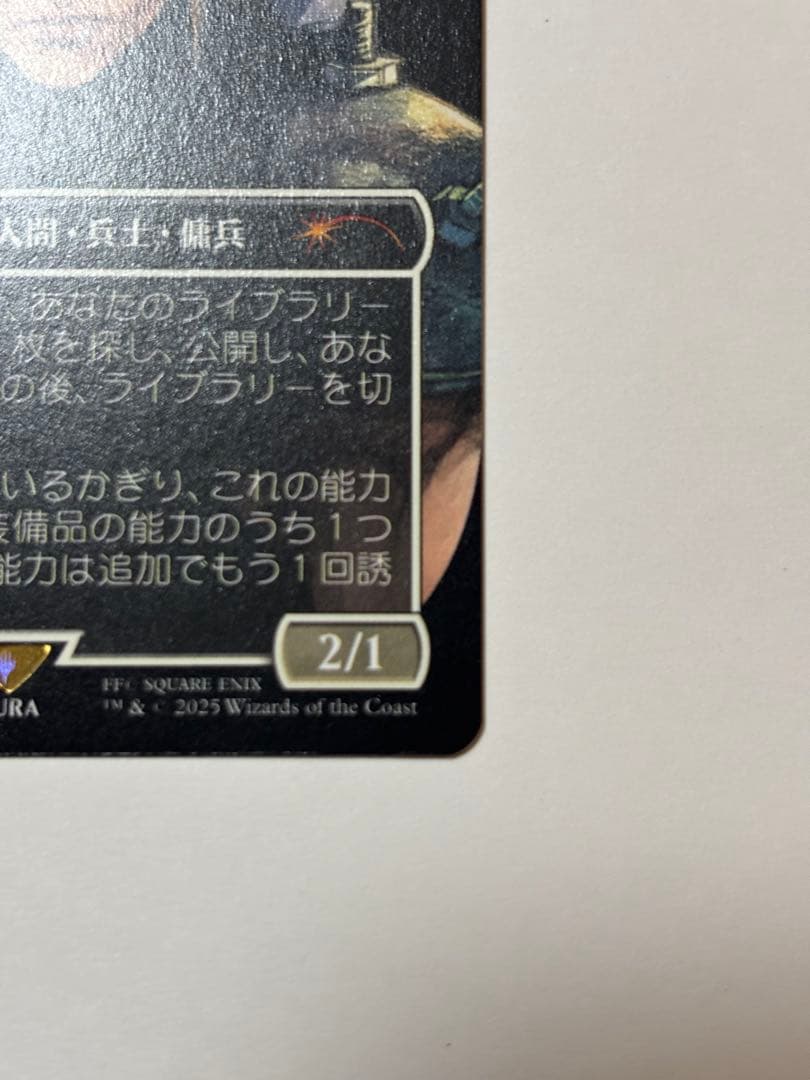 人間・兵士・傭兵
、あなたのライブラリー
枚を探し、公開し、あな
の後、ライブラリーを切
いるかぎり、これの能力
装備品の能力のうち1つ
能力は追加でもう1回誘
2/1
FF: SQUARE ENIX
URA
™ & © 2025 Wizards of the Coast